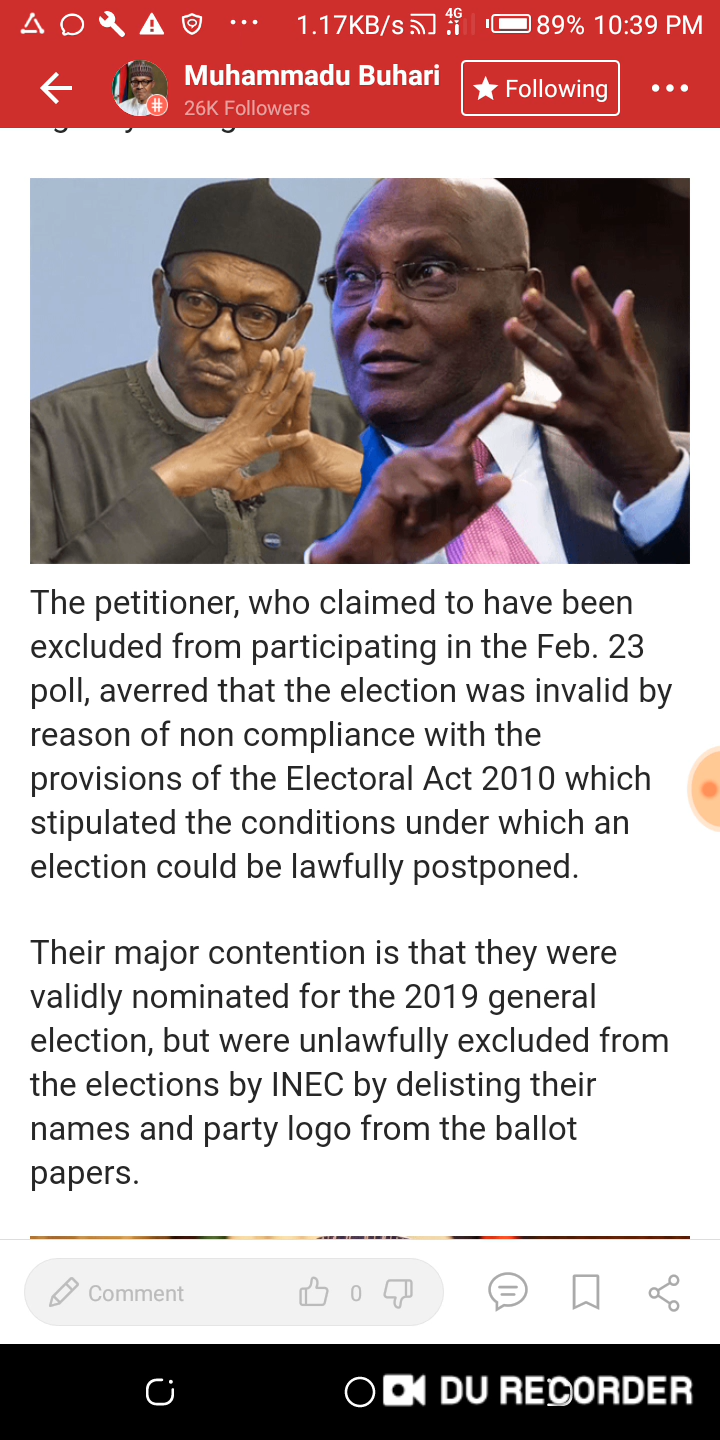 1.17KB/s 4G 89% 10:39 PM
Muhammadu Buhari
Following
26K Followers
The petitioner, who claimed to have been
excluded from participating in the Feb. 23
poll, averred that the election was invalid by
reason of non compliance with the
provisions of the Electoral Act 2010 which
stipulated the conditions under which an
election could be lawfully postponed.
Their major contention is that they were
validly nominated for the 2019 general
election, but were unlawfully excluded from
the elections by INEC by delisting their
names and party logo from the ballot
papers.
Comment 0
DU RECORDER